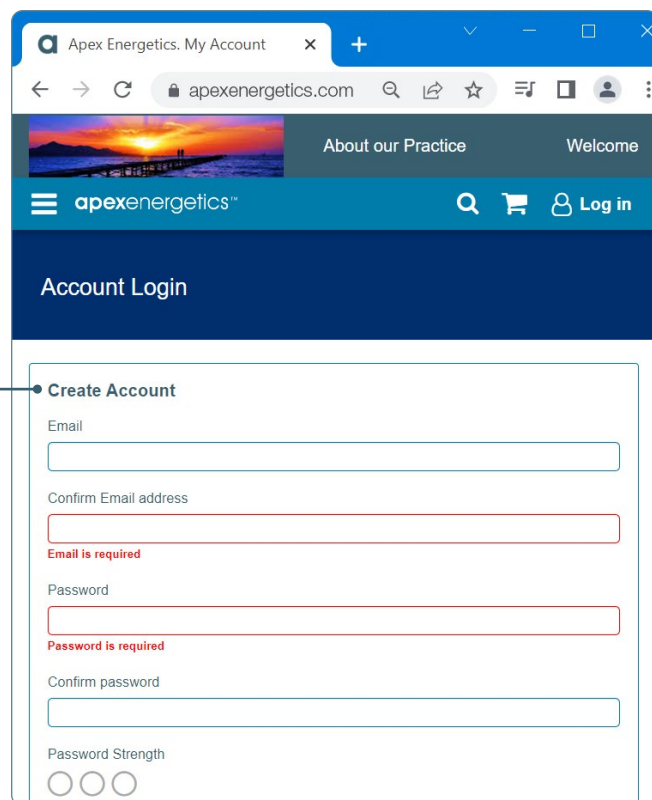 Apex Energetics. My Account
apexenergetics.com
About our Practice Welcome
apexenergetics™ Log in
Account Login
Create Account
Email
Confirm Email address
Email is required
Password
Password is required
Confirm password
Password Strength